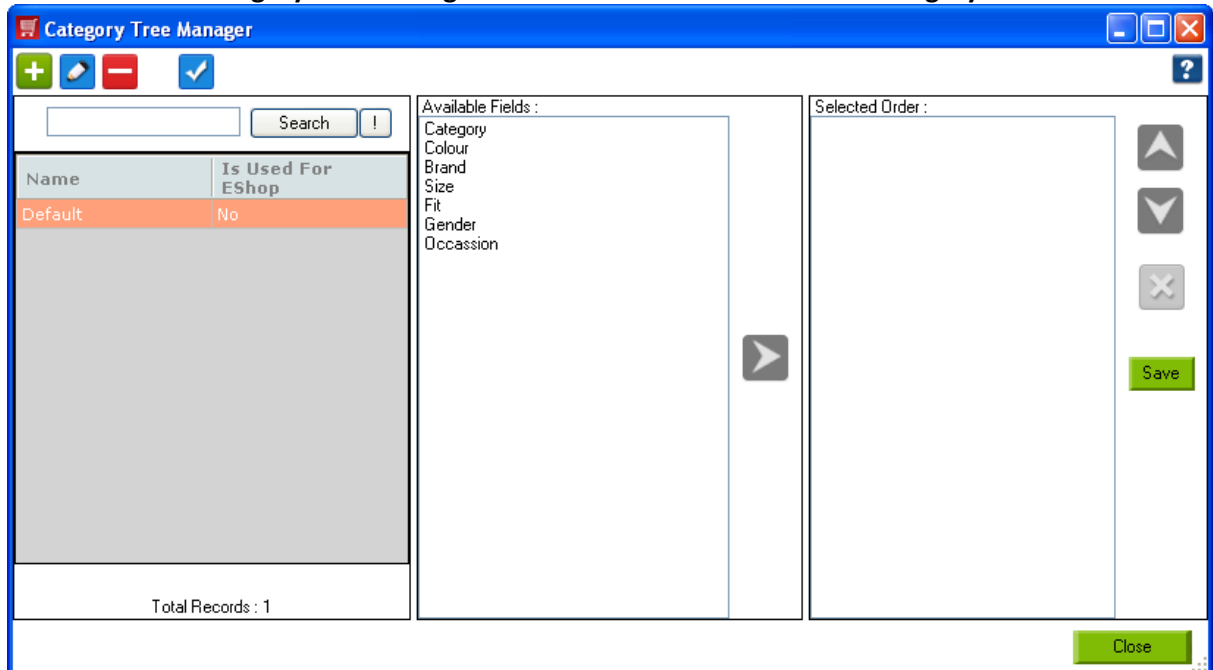 Category Tree Manager
?
Search !
Name Is Used For
EShop
Default No
Total Records : 1
Available Fields :
Category
Colour
Brand
Size
Fit
Gender
Occassion
Selected Order :
Save
Close